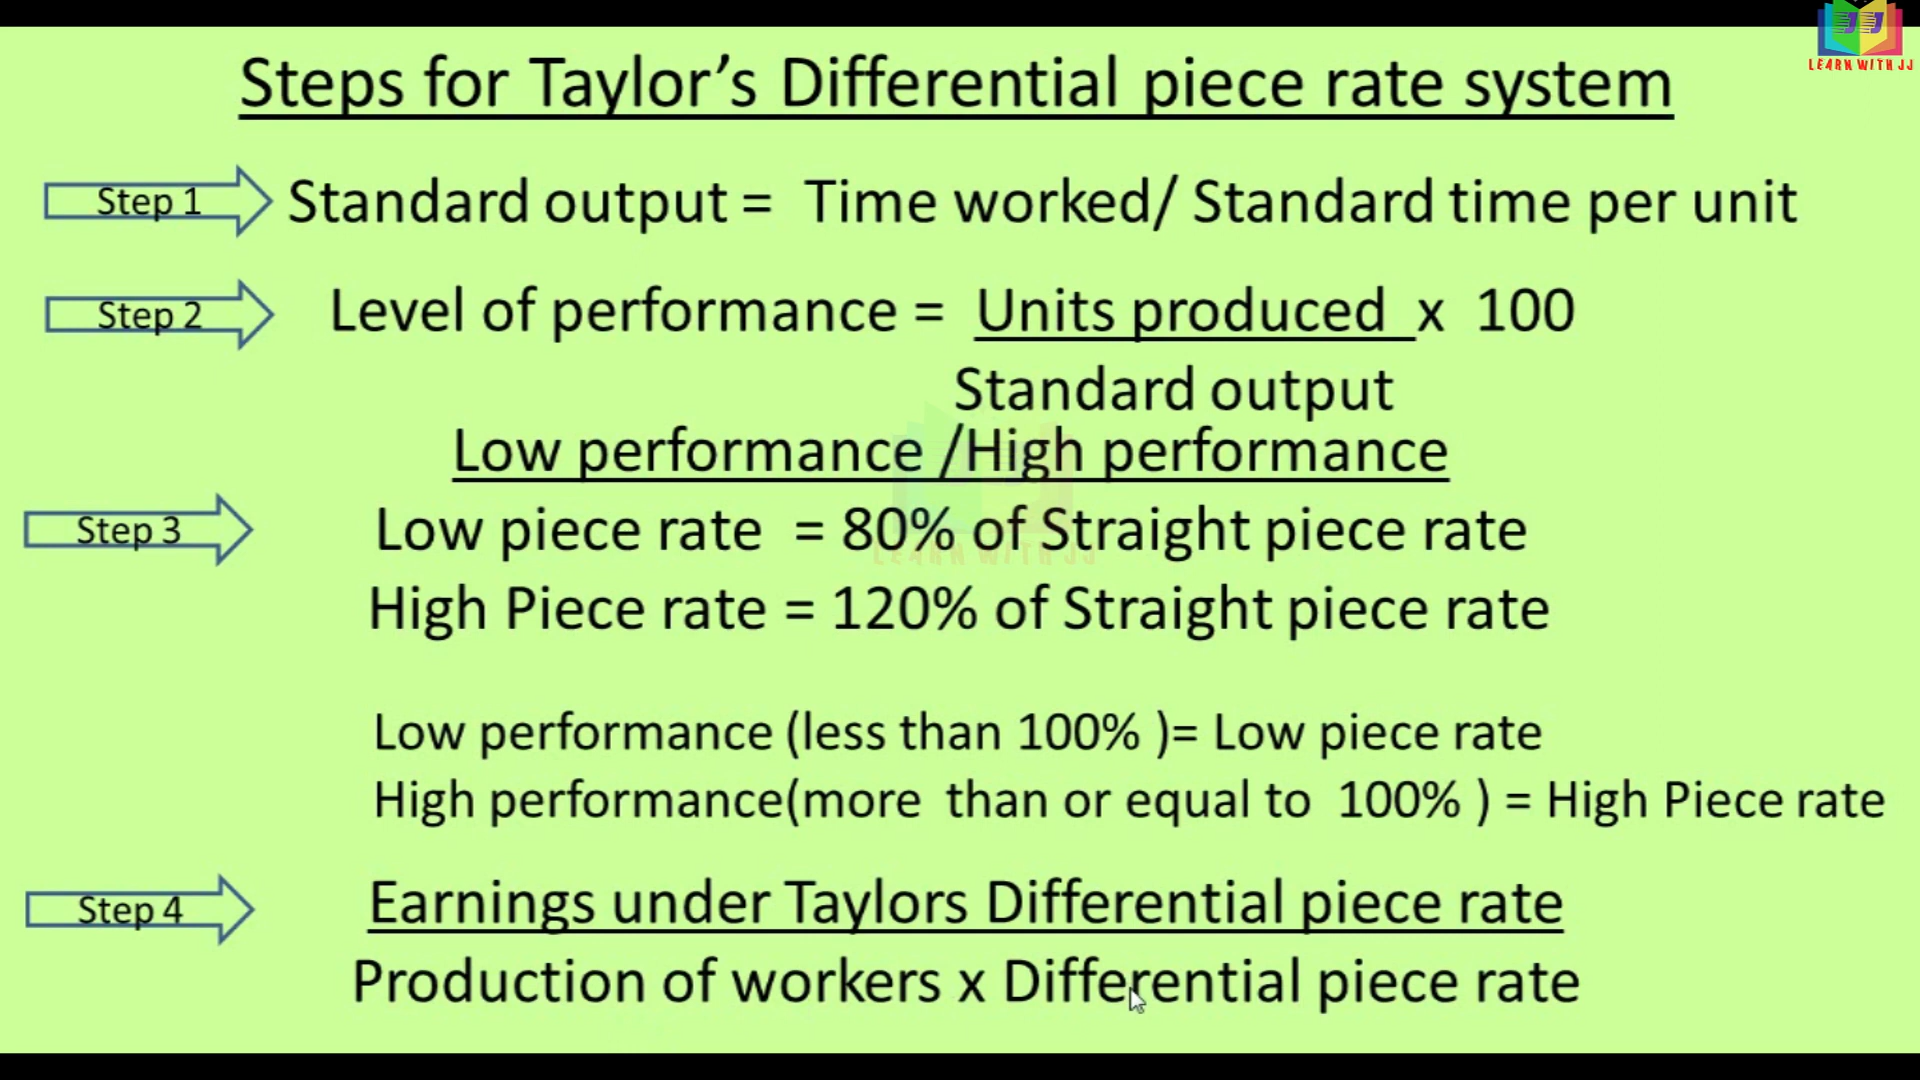 LEARN WITH JJ
Steps for Taylor’s Differential piece rate system
Step 1
Standard output = Time worked/ Standard time per unit
Step 2
Level of performance = Units produced x 100
Standard output
Low performance /High performance
Step 3
Low piece rate = 80% of Straight piece rate
LEARN WITH JJ
High Piece rate = 120% of Straight piece rate
Low performance (less than 100% )= Low piece rate
High performance(more than or equal to 100% ) = High Piece rate
Step 4
Earnings under Taylors Differential piece rate
Production of workers x Differential piece rate